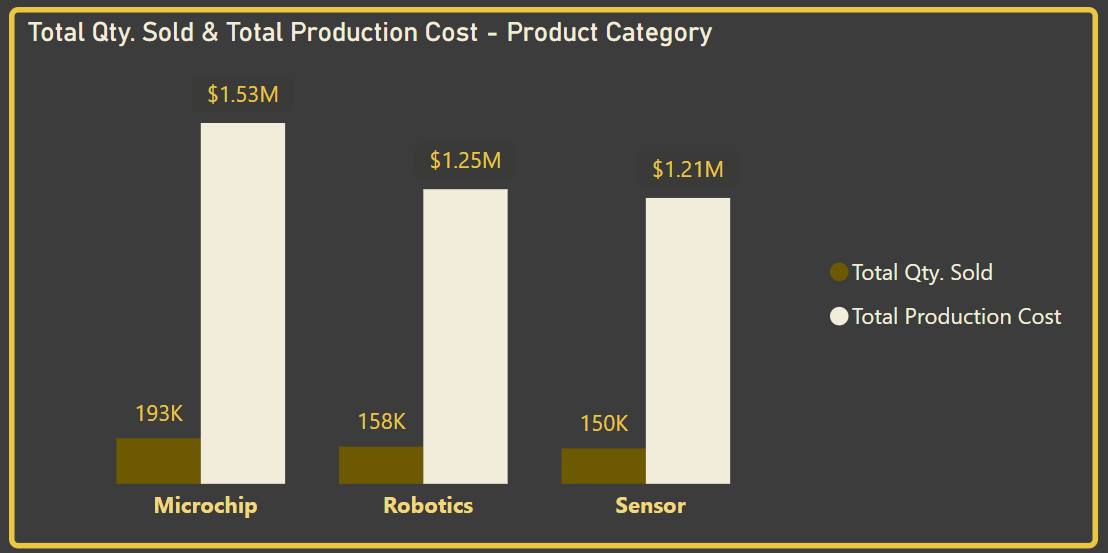 Total Qty. Sold & Total Production Cost - Product Category
$1.53M
$1.25M
$1.21M
Total Qty. Sold
Total Production Cost
193K
158K
150K
Microchip
Robotics
Sensor